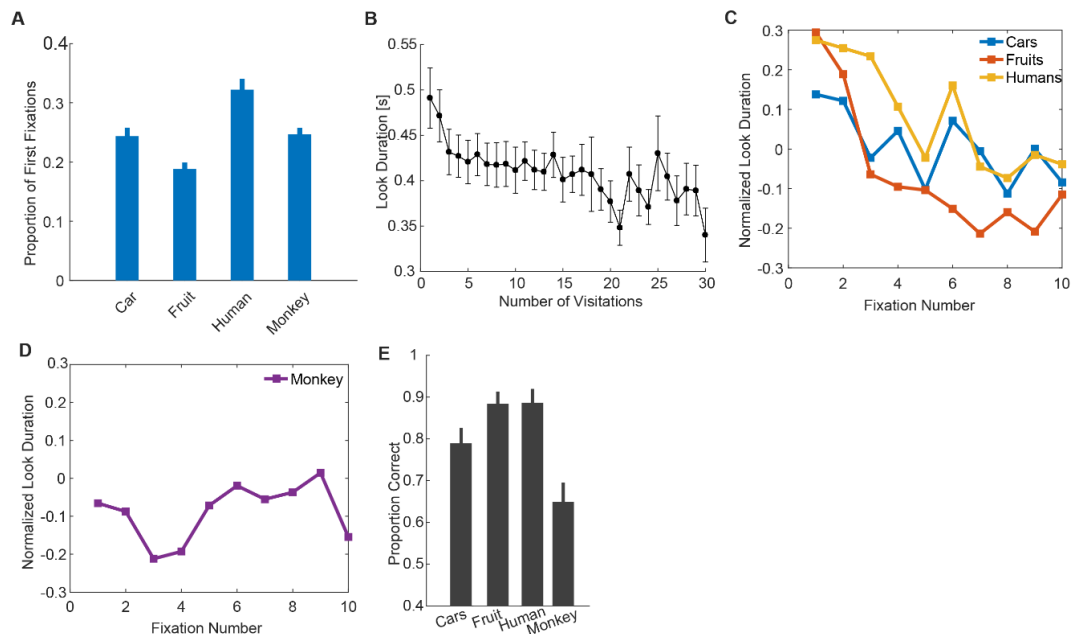 A
Proportion of First Fixations
0.4
0.3
0.2
0.1
0
Car
Fruit
Human
Monkey
B
Look Duration [s]
0.55
0.5
0.45
0.4
0.35
0.3
0 5 10 15 20 25 30
Number of Visitations
C
Normalized Look Duration
0.3
0.2
0.1
0
-0.1
-0.2
-0.3
Cars
Fruits
Humans
0 2 4 6 8 10
Fixation Number
D
Normalized Look Duration
0.3
0.2
0.1
0
-0.1
-0.2
-0.3
Monkey
0 2 4 6 8 10
Fixation Number
E
Proportion Correct
1
0.9
0.8
0.7
0.6
0.5
0.4
Cars
Fruit
Human
Monkey